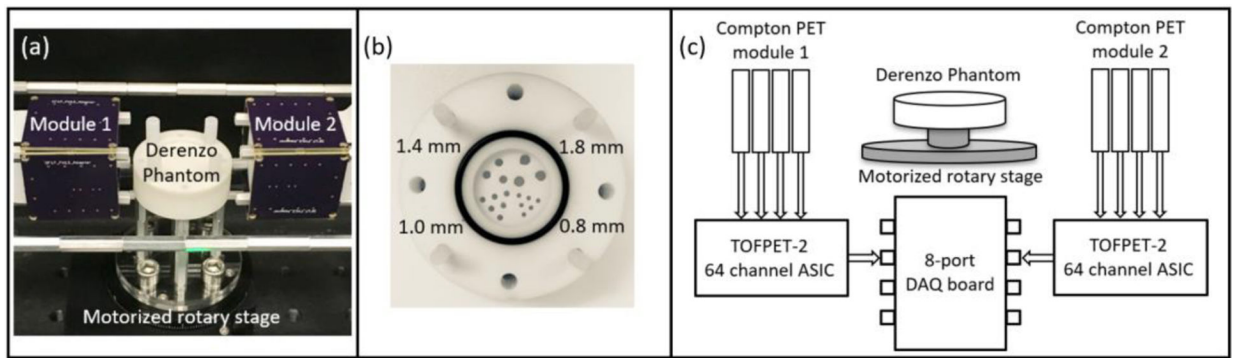 (a)
Module 1
Module 2
Derenzo
Phantom
Motorized rotary stage
(b)
1.4 mm
1.8 mm
1.0 mm
0.8 mm
(c)
Compton PET
module 1
Compton PET
module 2
Derenzo Phantom
Motorized rotary stage
TOFPET-2
64 channel ASIC
8-port
DAQ board
TOFPET-2
64 channel ASIC